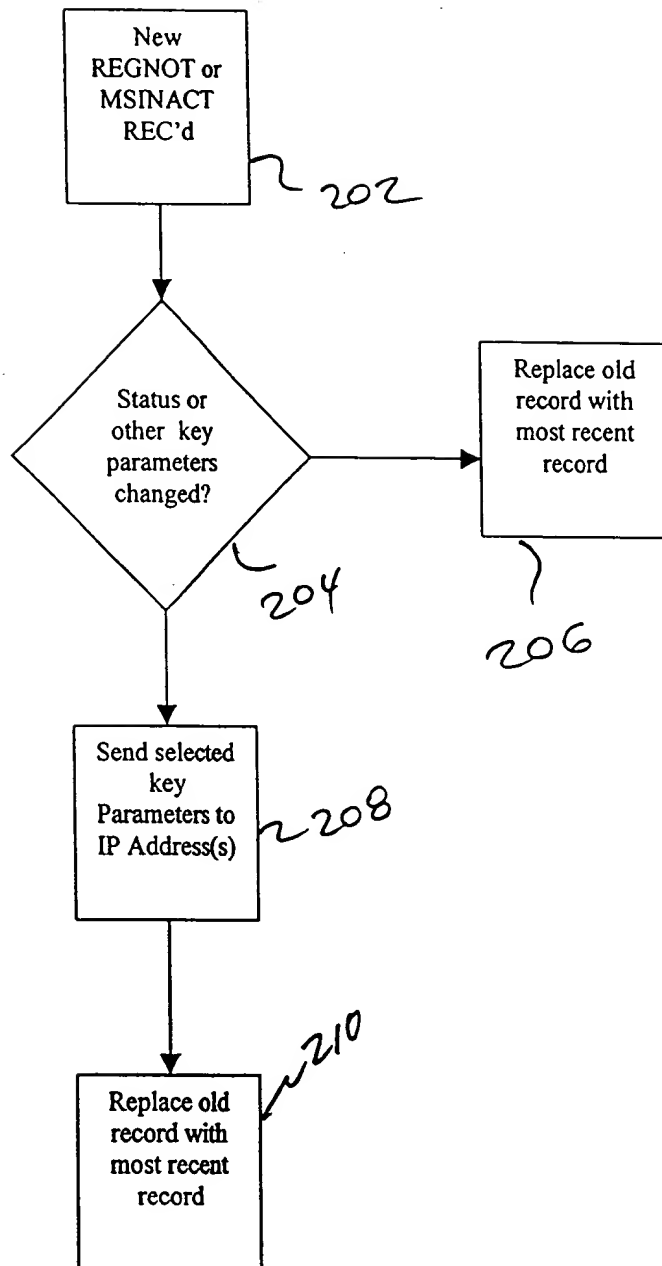 New
REGNOT or
MSINACT
REC'd
202
Status or
other key
parameters
changed?
204
Replace old
record with
most recent
record
206
Send selected
key
Parameters to
IP Address(s)
208
210
Replace old
record with
most recent
record